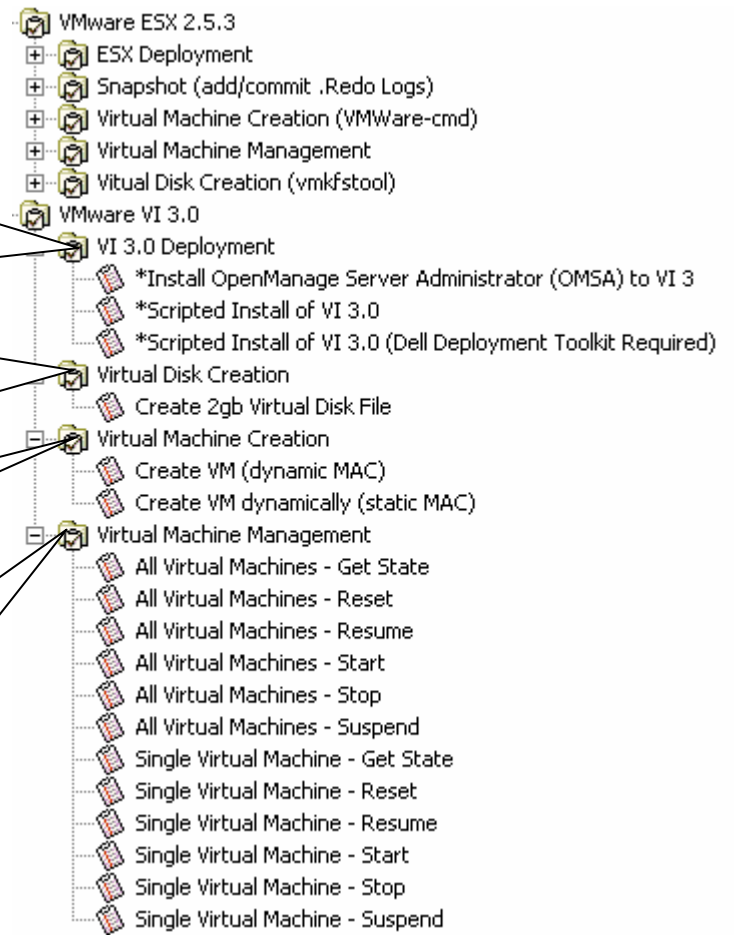 VMware ESX 2.5.3
ESX Deployment
Snapshot (add/commit .Redo Logs)
Virtual Machine Creation (VMWare-cmd)
Virtual Machine Management
Vitual Disk Creation (vmkfstool)
VMware VI 3.0
VI 3.0 Deployment
*Install OpenManage Server Administrator (OMSA) to VI 3
*Scripted Install of VI 3.0
*Scripted Install of VI 3.0 (Dell Deployment Toolkit Required)
Virtual Disk Creation
Create 2gb Virtual Disk File
Virtual Machine Creation
Create VM (dynamic MAC)
Create VM dynamically (static MAC)
Virtual Machine Management
All Virtual Machines - Get State
All Virtual Machines - Reset
All Virtual Machines - Resume
All Virtual Machines - Start
All Virtual Machines - Stop
All Virtual Machines - Suspend
Single Virtual Machine - Get State
Single Virtual Machine - Reset
Single Virtual Machine - Resume
Single Virtual Machine - Start
Single Virtual Machine - Stop
Single Virtual Machine - Suspend